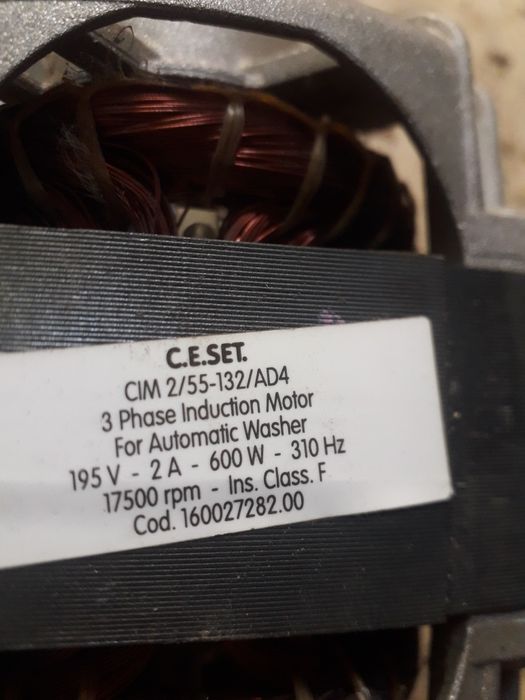 C.E.SET.
CIM 2/55-132/AD4
3 Phase Induction Motor
For Automatic Washer
195 V - 2 A - 600 W - 310 Hz
17500 rpm - Ins. Class. F
Cod. 160027282.00